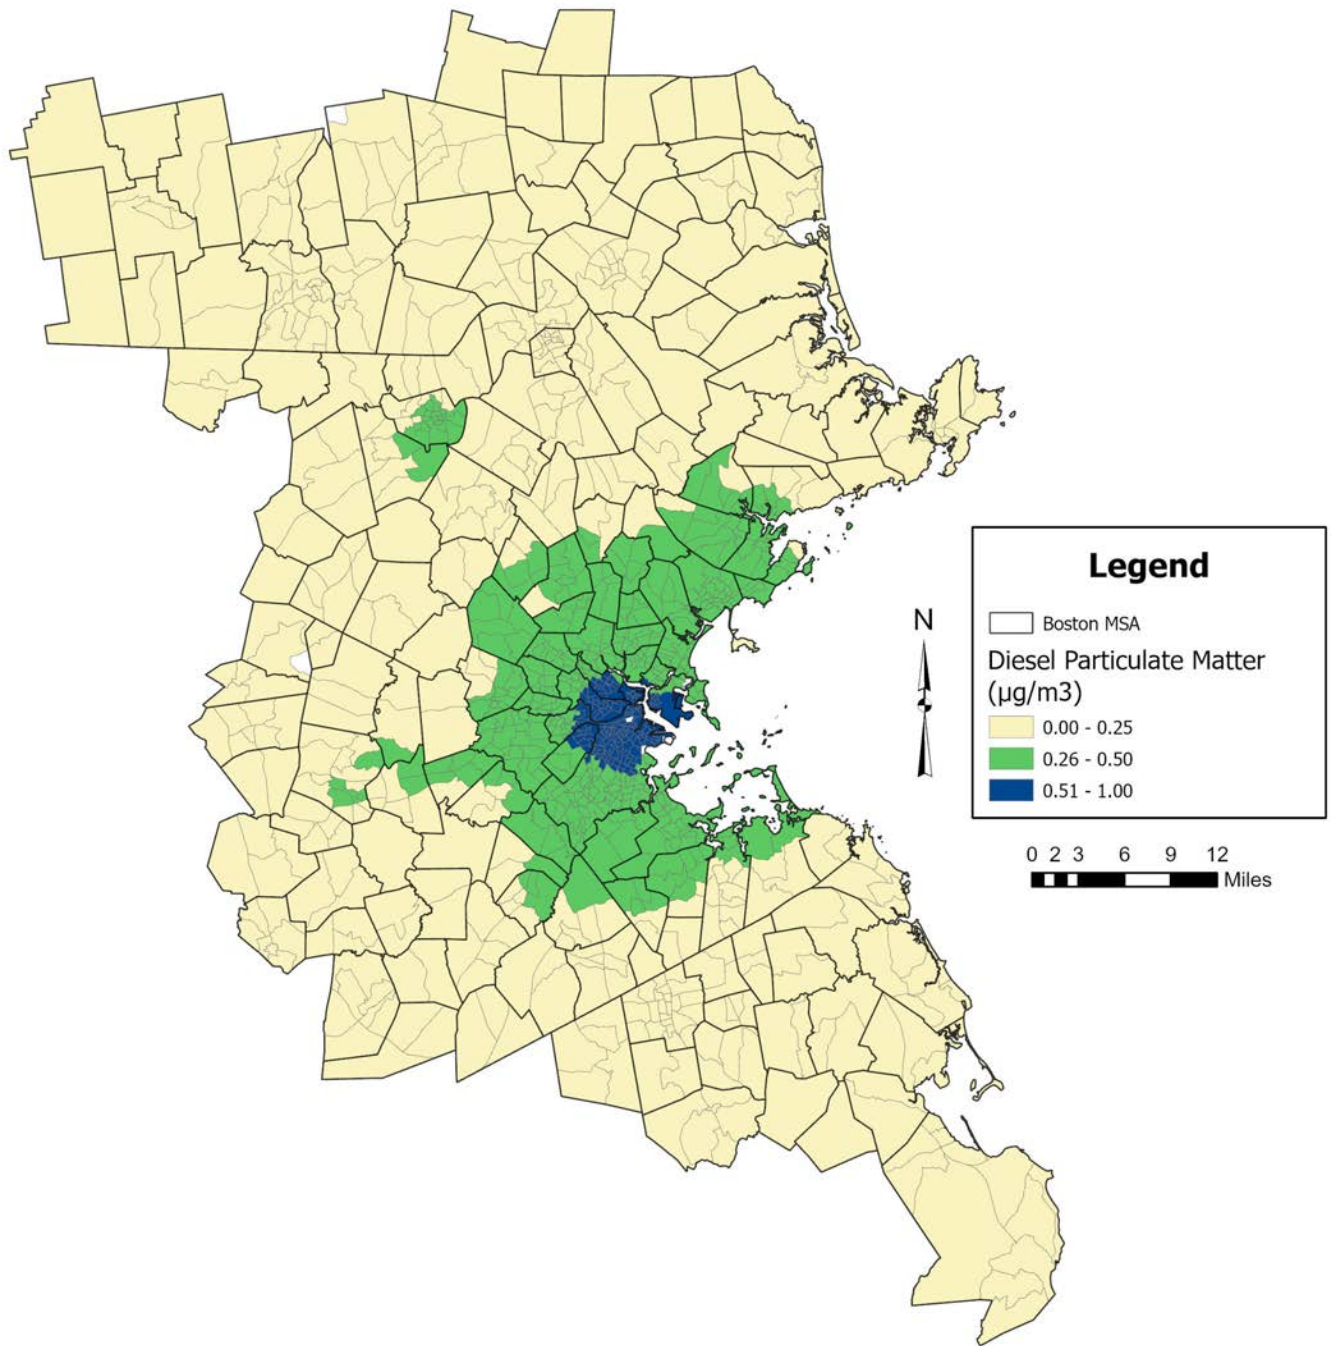 Legend
Boston MSA
Diesel Particulate Matter
(µg/m3)
0.00 - 0.25
0.26 - 0.50
0.51 - 1.00
N
0 2 3 6 9 12
Miles